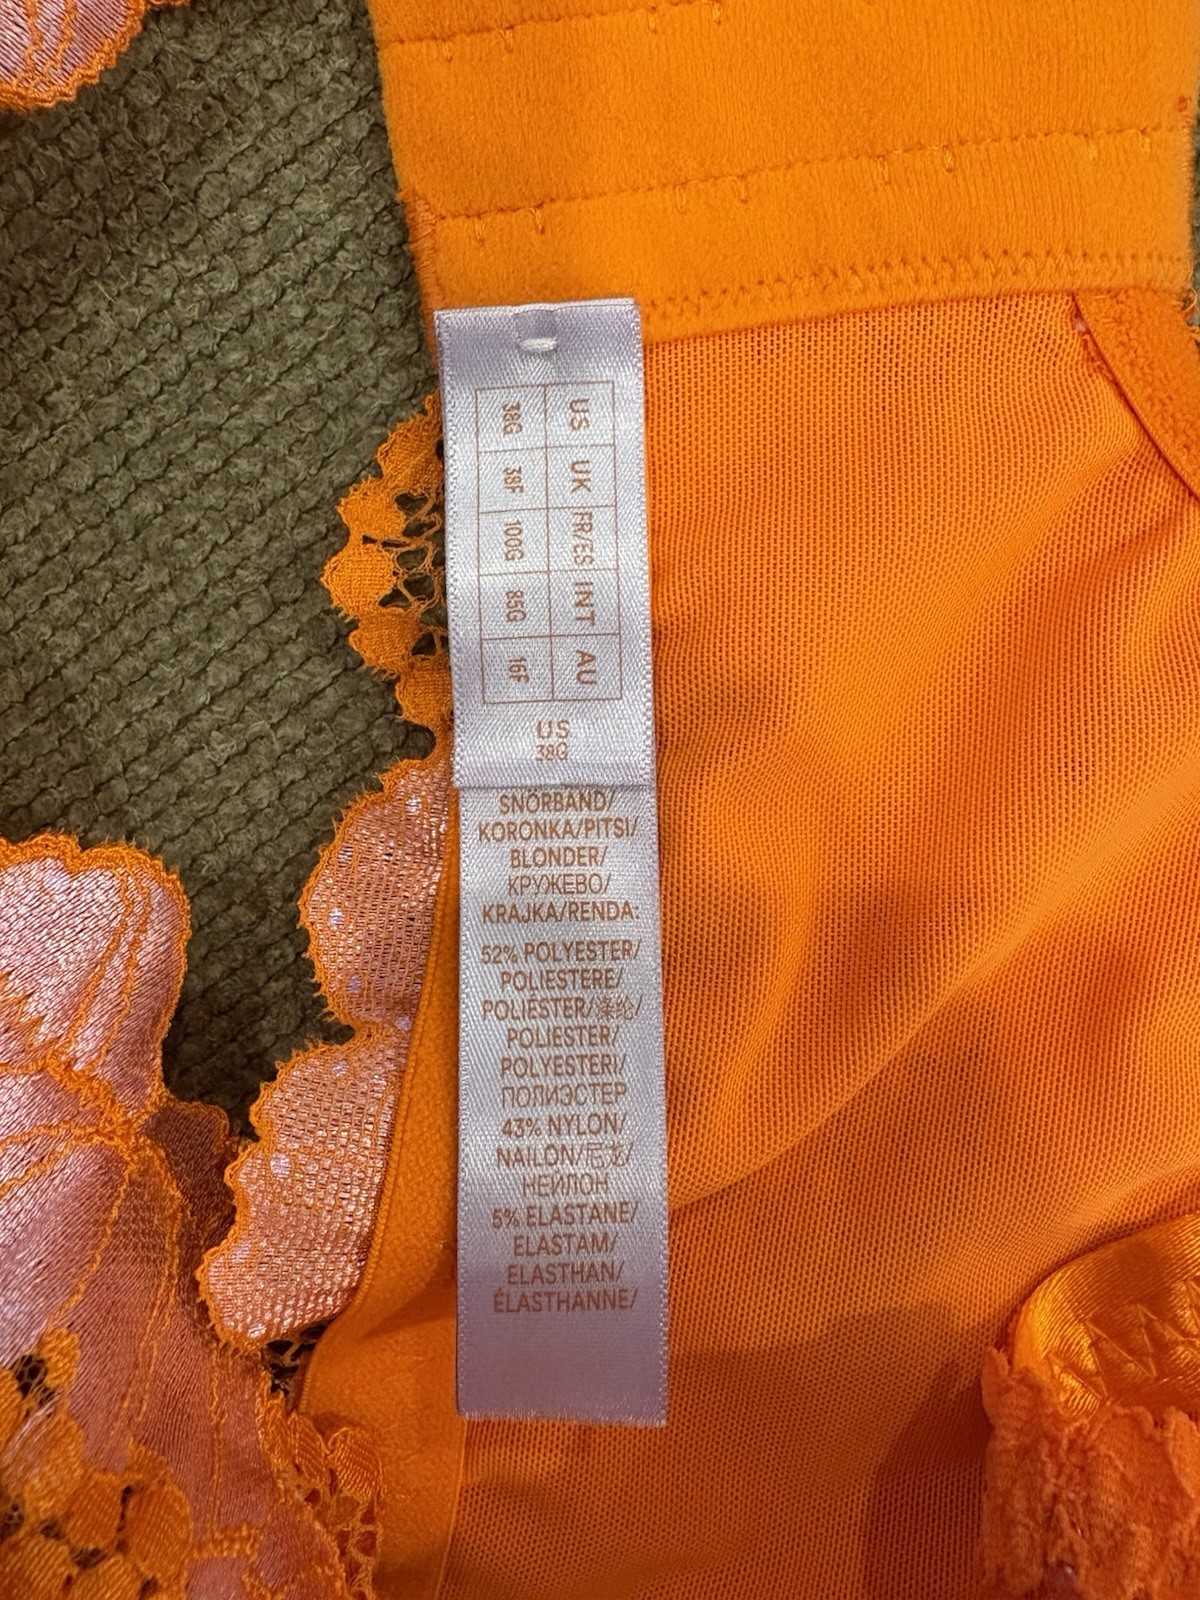 US UK FR/ES INT AU
38G 38F 100G 85G 16F
US
38G
SNÖRBAND/
KORONKA/PITSI/
BLONDER/
КРУЖЕВО/
KRAJKA/RENDA:
52% POLYESTER/
POLIESTERE/
POLIÉSTER/涤纶/
POLIESTER/
POLYESTERI/
ПОЛИЭСТЕР
43% NYLON/
NAILON/尼龙/
НЕЙЛОН
5% ELASTANE/
ELASTAM/
ELASTHAN/
ÉLASTHANNE/